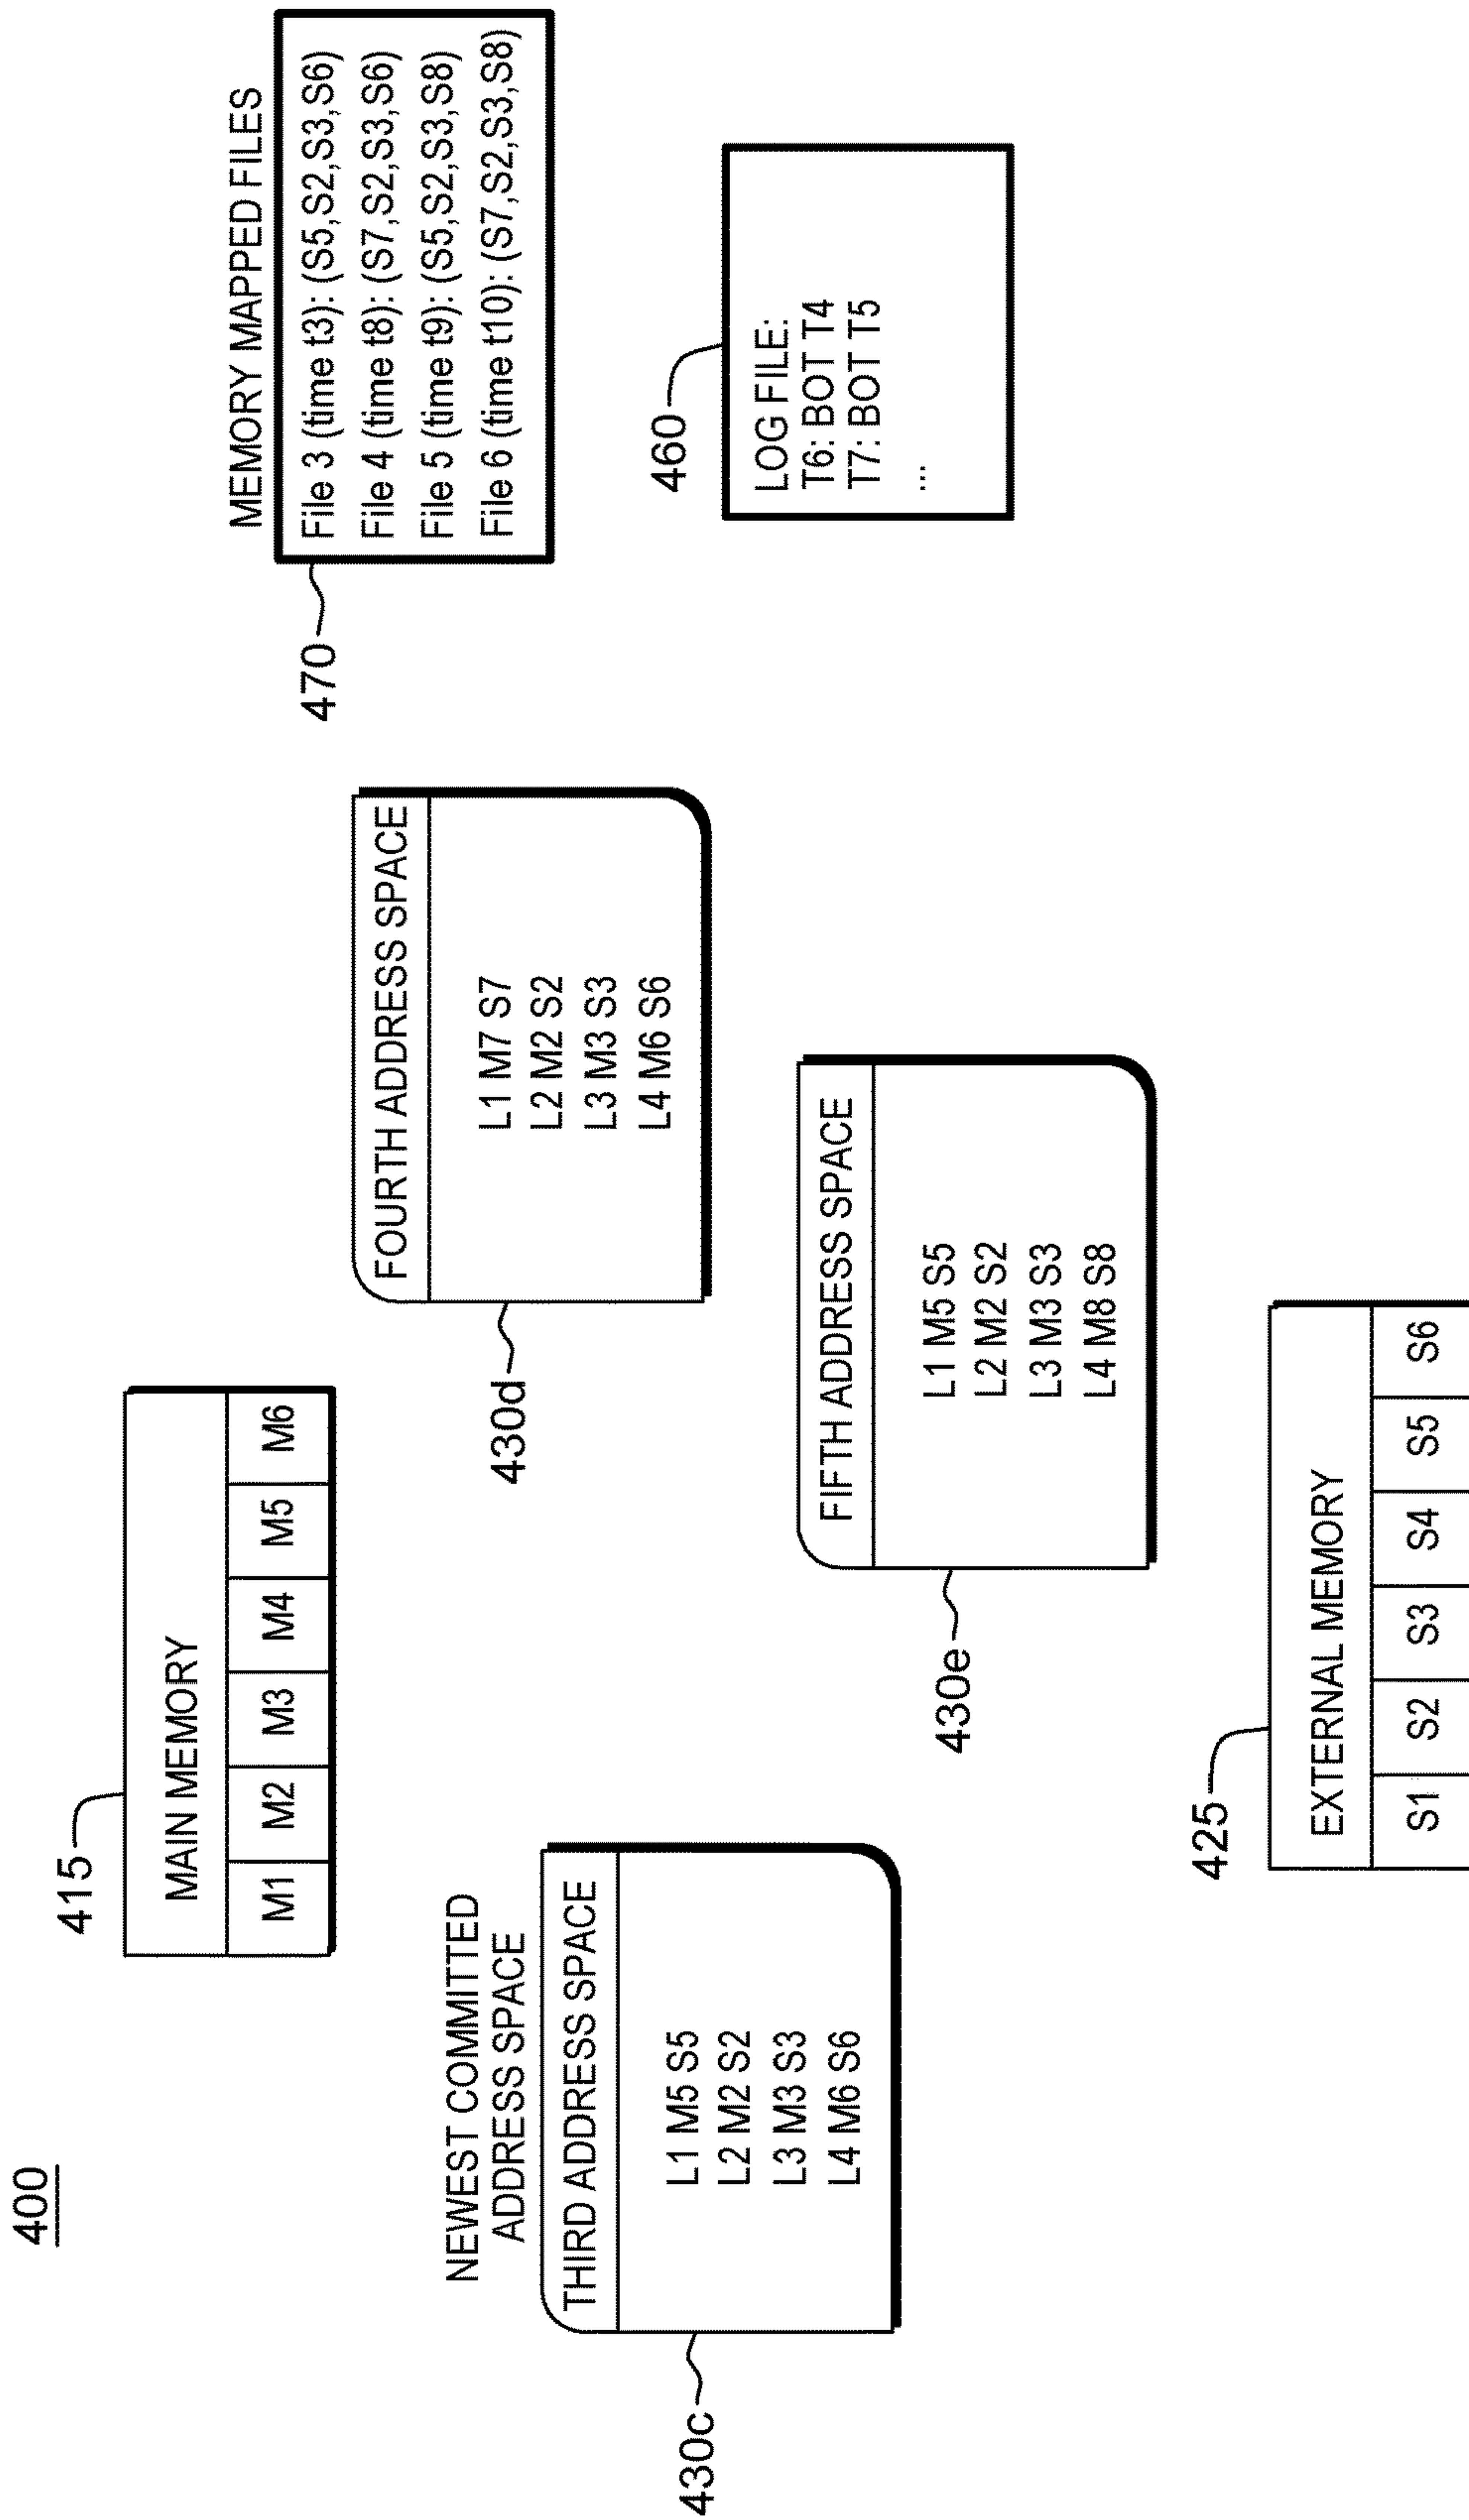 400
415
MAIN MEMORY
M1 M2 M3 M4 M5 M6
MEMORY MAPPED FILES
File 3 (time t3): (S5,S2,S3,S6)
File 4 (time t8): (S7,S2,S3,S6)
File 5 (time t9): (S5,S2,S3,S8)
File 6 (time t10): (S7,S2,S3,S8)
470
NEWEST COMMITTED
ADDRESS SPACE
THIRD ADDRESS SPACE
L1 M5 S5
L2 M2 S2
L3 M3 S3
L4 M6 S6
430c
FOURTH ADDRESS SPACE
L1 M7 S7
L2 M2 S2
L3 M3 S3
L4 M6 S6
430d
460
LOG FILE:
T6: BOT T4
T7: BOT T5
...
FIFTH ADDRESS SPACE
L1 M5 S5
L2 M2 S2
L3 M3 S3
L4 M8 S8
430e
425
EXTERNAL MEMORY
S1 S2 S3 S4 S5 S6